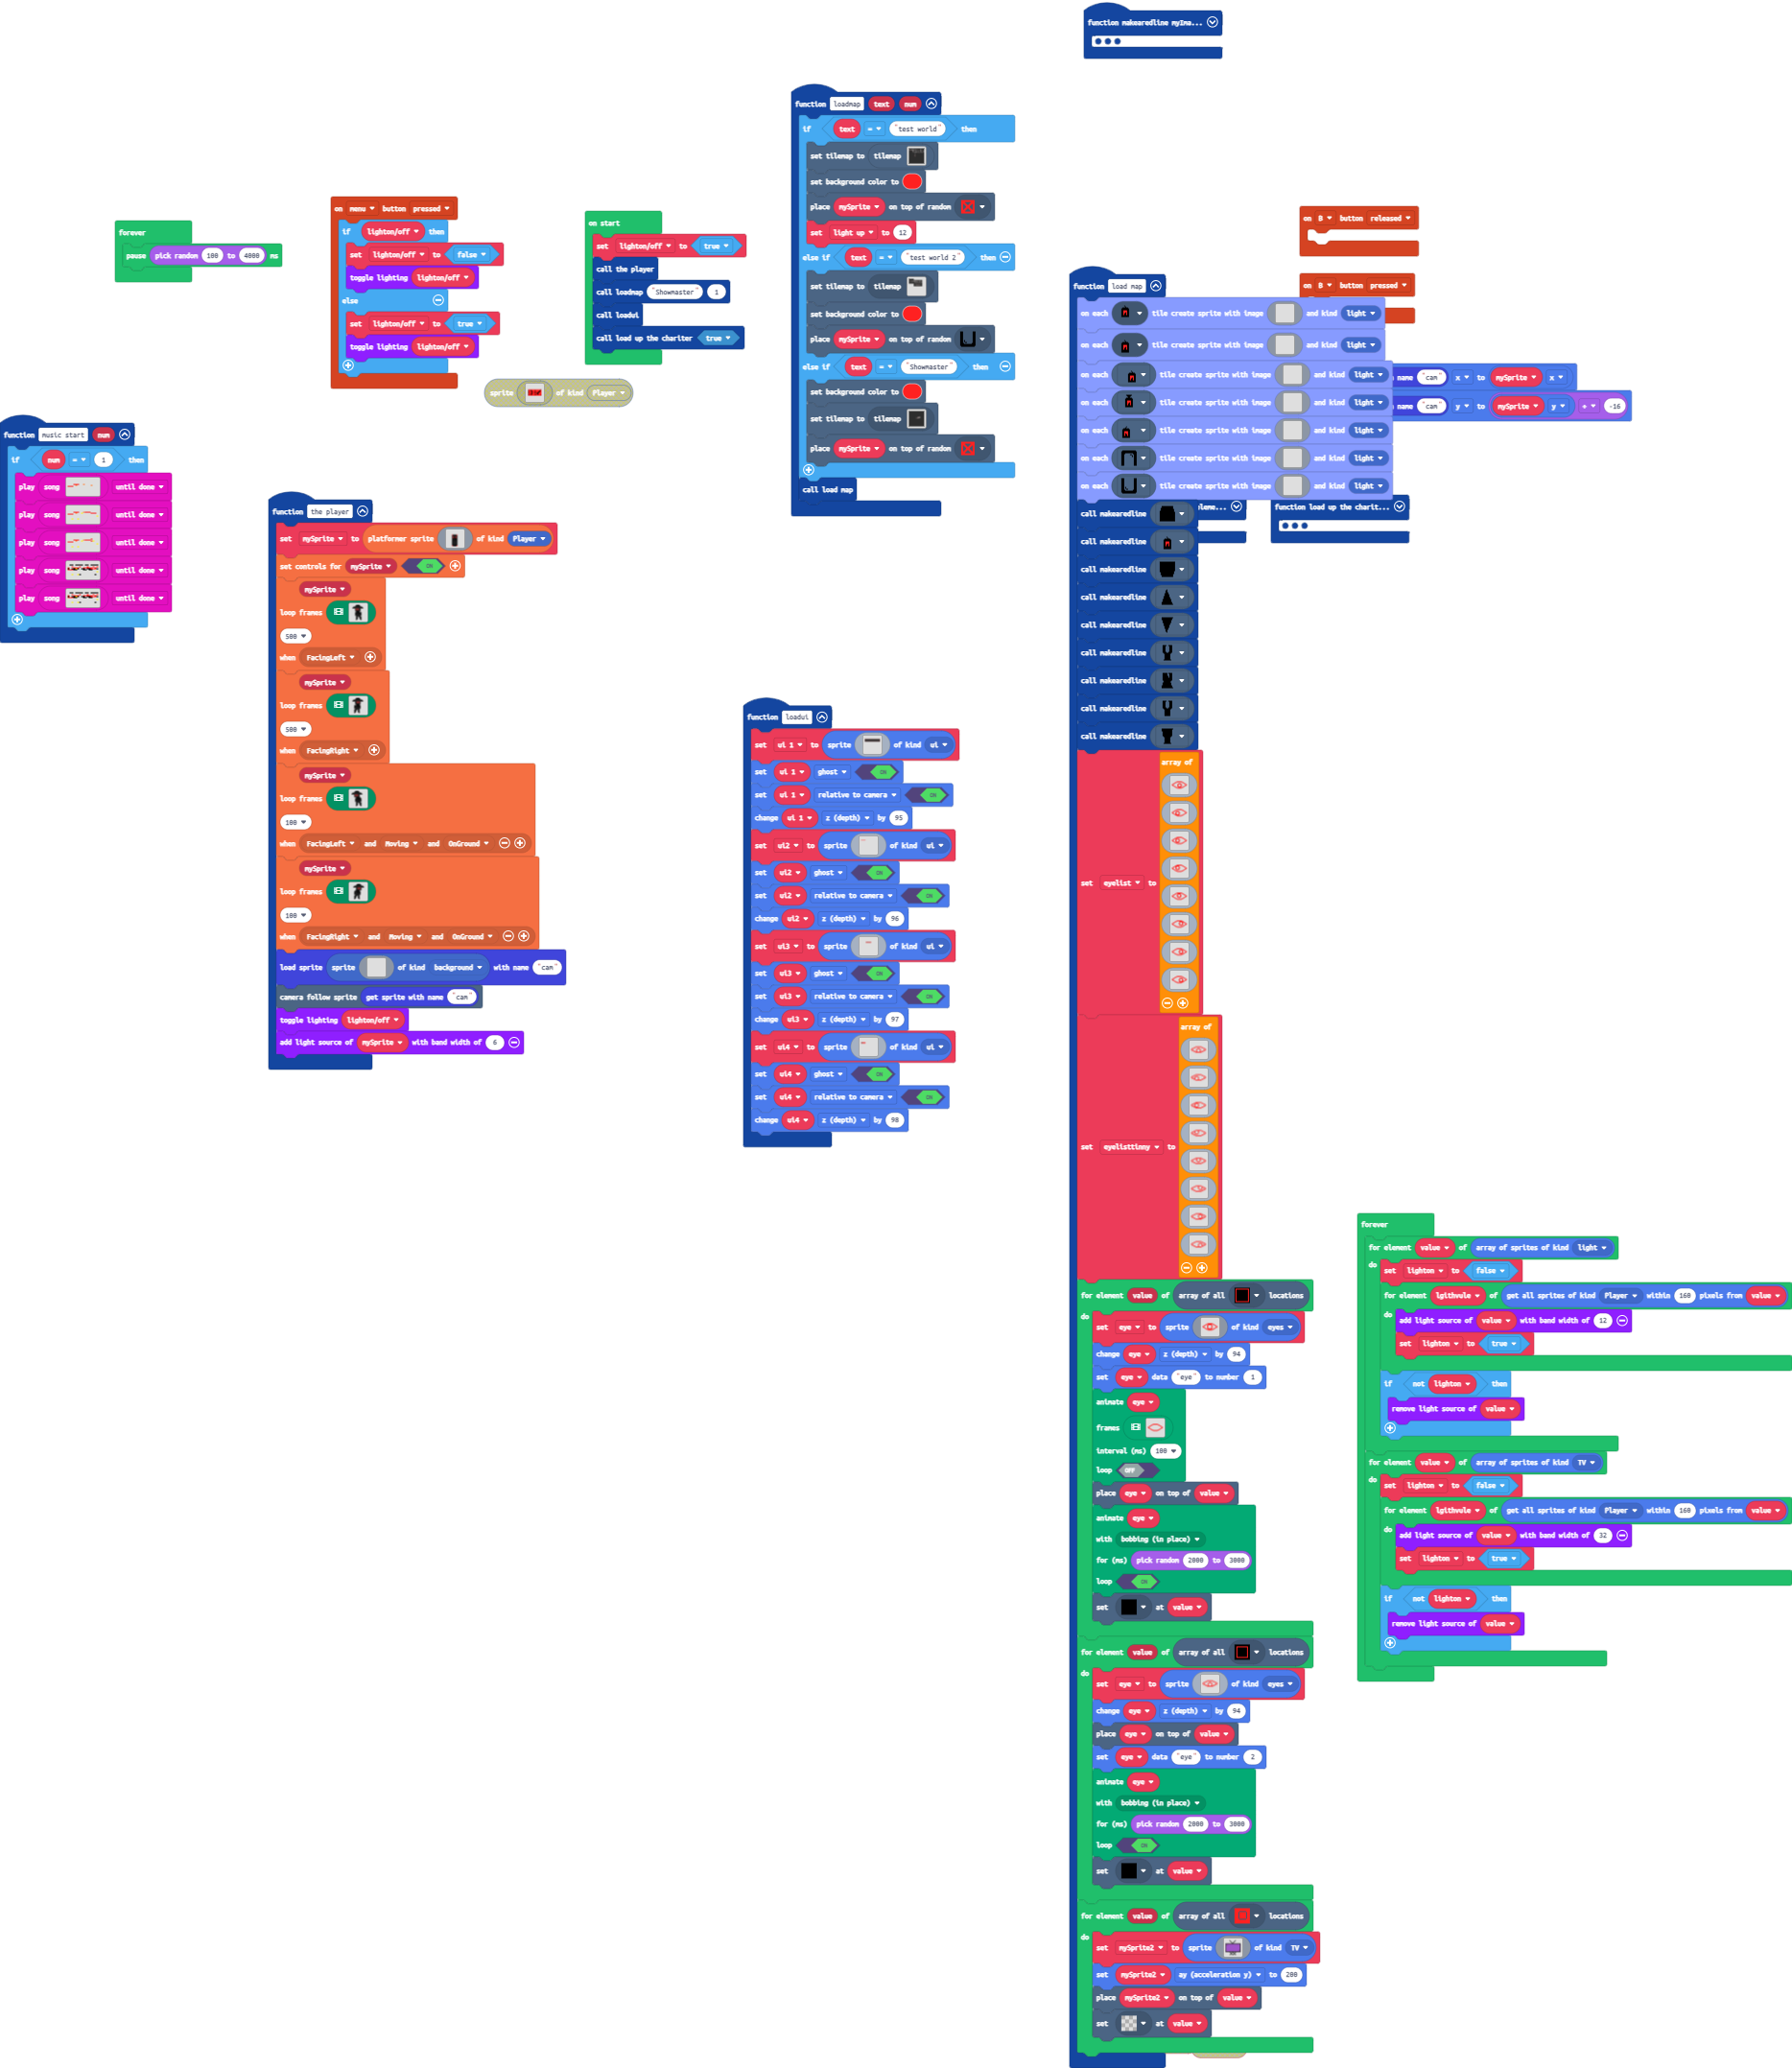 function makearedline myIma...
function loadmap text num
if text = "test world" then
set tilemap to tilemap
set background color to
place mySprite on top of random
set light up to 12
else if text = "test world 2" then
set tilemap to tilemap
set background color to
place mySprite on top of random
else if text = "Showmaster" then
set background color to
set tilemap to tilemap
place mySprite on top of random
call load map
forever
pause pick random 100 to 4000 ms
on menu button pressed
if lighton/off then
set lighton/off to false
toggle lighting lighton/off
else
set lighton/off to true
toggle lighting lighton/off
on start
set lighton/off to true
call the player
call loadmap "Showmaster" 1
call loadui
call load up the chariter true
sprite of kind Player
on B button released
on B button pressed
name "cam" x to mySprite x
name "cam" y to mySprite y + -16
function load up the charit...
function music start num
if num = 1 then
play song until done
play song until done
play song until done
play song until done
play song until done
function the player
set mySprite to platformer sprite of kind Player
set controls for mySprite ON
mySprite
loop frames
500
when FacingLeft
mySprite
loop frames
500
when FacingRight
mySprite
loop frames
100
when FacingLeft and Moving and OnGround
mySprite
loop frames
100
when FacingRight and Moving and OnGround
load sprite sprite of kind background with name "cam"
camera follow sprite get sprite with name "cam"
toggle lighting lighton/off
add light source of mySprite with band width of 6
function loadui
set ui 1 to sprite of kind ui
set ui 1 ghost ON
set ui 1 relative to camera ON
change ui 1 z (depth) by 95
set ui2 to sprite of kind ui
set ui2 ghost ON
set ui2 relative to camera ON
change ui2 z (depth) by 96
set ui3 to sprite of kind ui
set ui3 ghost ON
set ui3 relative to camera ON
change ui3 z (depth) by 97
set ui4 to sprite of kind ui
set ui4 ghost ON
set ui4 relative to camera ON
change ui4 z (depth) by 98
function load map
on each tile create sprite with image and kind light
on each tile create sprite with image and kind light
on each tile create sprite with image and kind light
on each tile create sprite with image and kind light
on each tile create sprite with image and kind light
on each tile create sprite with image and kind light
on each tile create sprite with image and kind light
call makearedline
call makearedline
call makearedline
call makearedline
call makearedline
call makearedline
call makearedline
call makearedline
call makearedline
set eyelist to array of
set eyelisttinny to array of
for element value of array of all locations
do
set eye to sprite of kind eyes
change eye z (depth) by 94
set eye data "eye" to number 1
animate eye
frames
interval (ms) 100
loop OFF
place eye on top of value
animate eye
with bobbing (in place)
for (ms) pick random 2000 to 3000
loop ON
set at value
for element value of array of all locations
do
set eye to sprite of kind eyes
change eye z (depth) by 94
place eye on top of value
set eye data "eye" to number 2
animate eye
with bobbing (in place)
for (ms) pick random 2000 to 3000
loop ON
set at value
for element value of array of all locations
do
set mySprite2 to sprite of kind TV
set mySprite2 ay (acceleration y) to 200
place mySprite2 on top of value
set at value
forever
for element value of array of sprites of kind light
do
set lighton to false
for element lgithvule of get all sprites of kind Player within 160 pixels from value
do
add light source of value with band width of 12
set lighton to true
if not lighton then
remove light source of value
for element value of array of sprites of kind TV
do
set lighton to false
for element lgithvule of get all sprites of kind Player within 160 pixels from value
do
add light source of value with band width of 32
set lighton to true
if not lighton then
remove light source of value